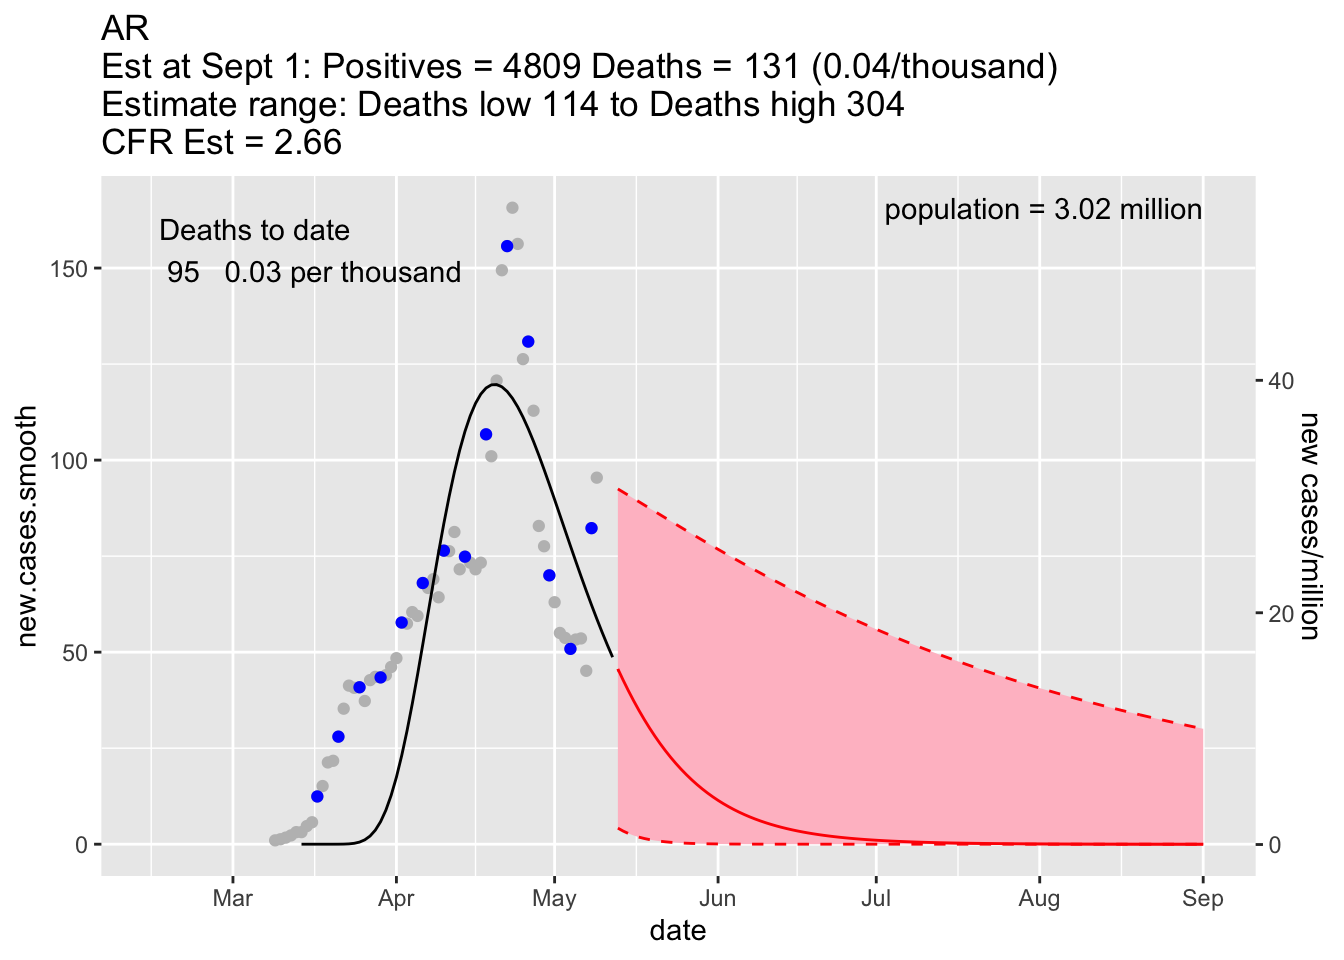 AR
Est at Sept 1: Positives = 4809 Deaths = 131 (0.04/thousand)
Estimate range: Deaths low 114 to Deaths high 304
CFR Est = 2.66
population = 3.02 million
Deaths to date
95 0.03 per thousand
150
100
50
0
new.cases.smooth
40
20
0
new cases/million
Mar Apr May Jun Jul Aug Sep
date